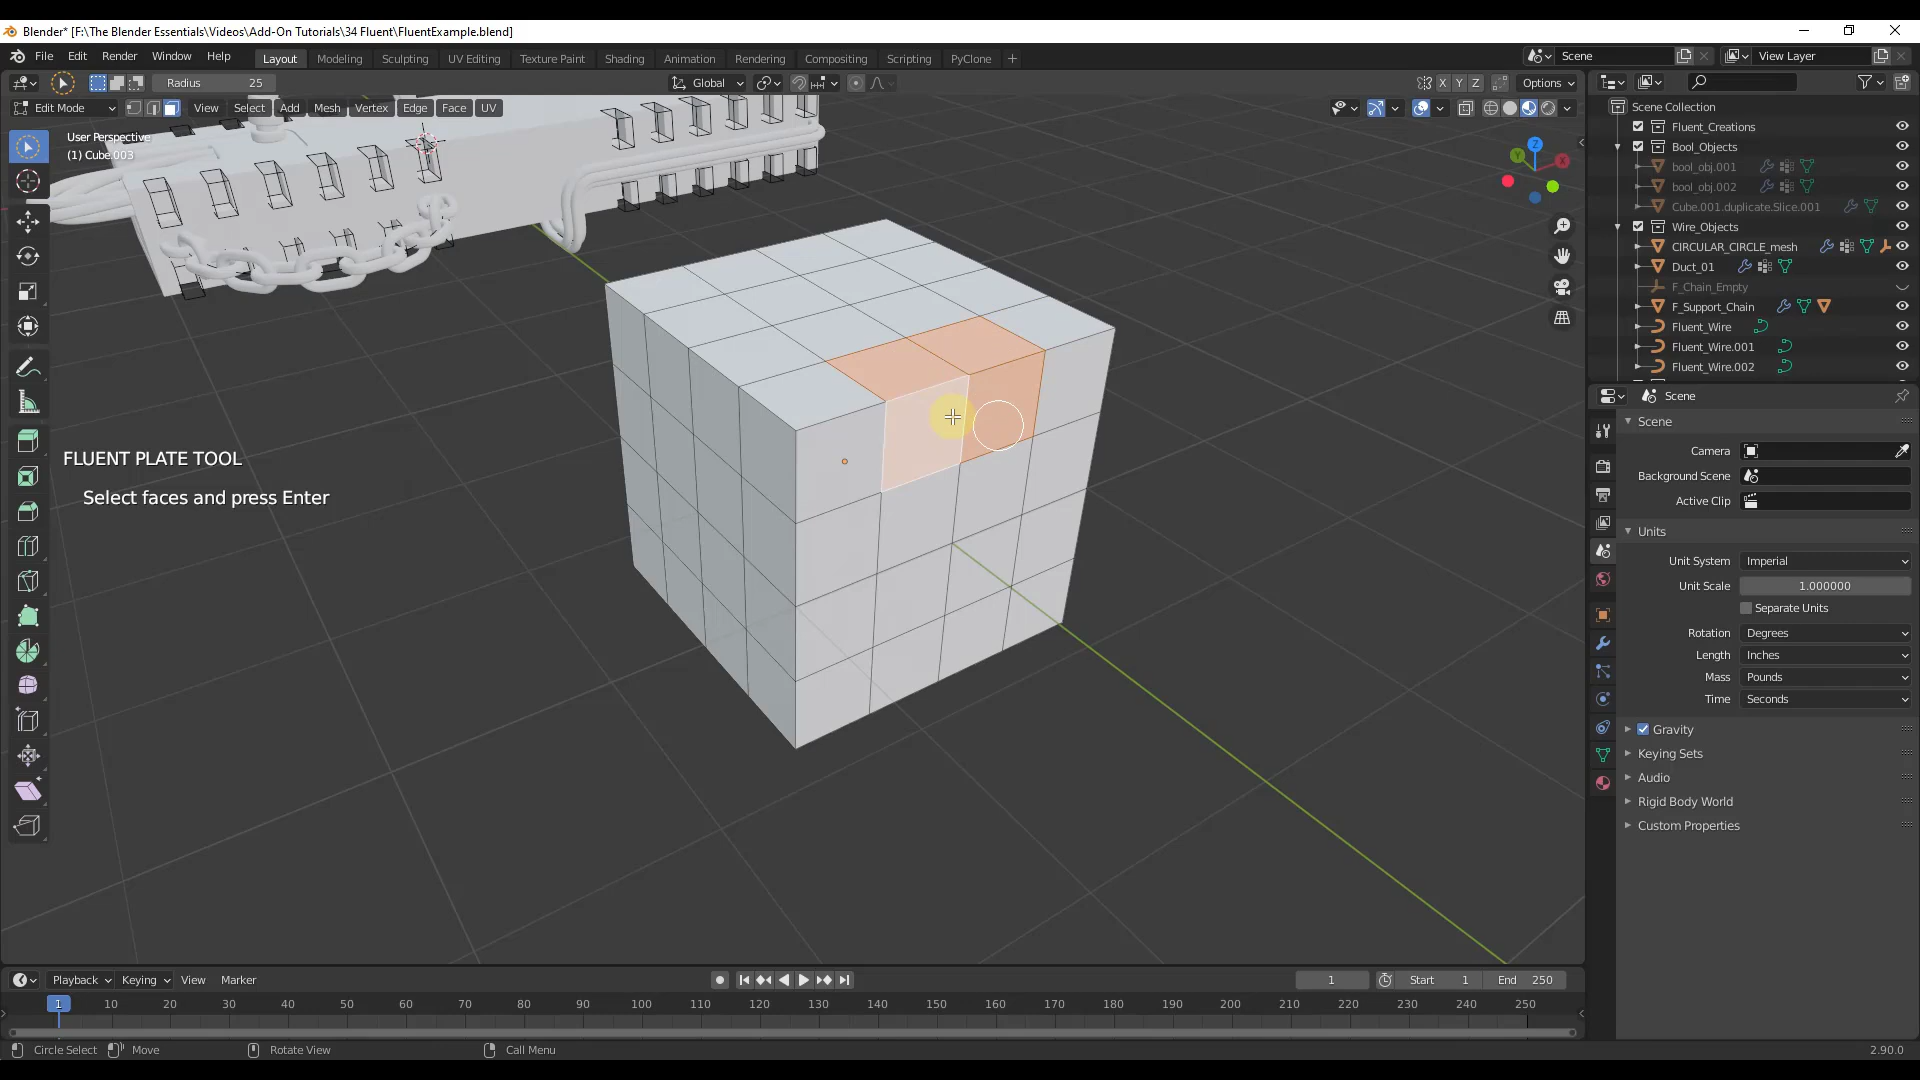 Blender* [F:\The Blender Essentials\Videos\Add-On Tutorials\34 Fluent\FluentExample.blend]
File Edit Render Window Help Layout Modeling Sculpting UV Editing Texture Paint Shading Animation Rendering Compositing Scripting PyClone + Scene View Layer
Radius 25 Global X Y Z Options
Edit Mode View Select Add Mesh Vertex Edge Face UV
User Perspective
(1) Cube.003
FLUENT PLATE TOOL
Select faces and press Enter
Scene Collection
Fluent_Creations
Bool_Objects
bool_obj.001
bool_obj.002
Cube.001.duplicate.Slice.001
Wire_Objects
CIRCULAR_CIRCLE_mesh
Duct_01
F_Chain_Empty
F_Support_Chain
Fluent_Wire
Fluent_Wire.001
Fluent_Wire.002
Scene
Scene
Camera
Background Scene
Active Clip
Units
Unit System Imperial
Unit Scale 1.000000
Separate Units
Rotation Degrees
Length Inches
Mass Pounds
Time Seconds
Gravity
Keying Sets
Audio
Rigid Body World
Custom Properties
Playback Keying View Marker 1 Start 1 End 250
1 10 20 30 40 50 60 70 80 90 100 110 120 130 140 150 160 170 180 190 200 210 220 230 240 250
Circle Select Move Rotate View Call Menu 2.90.0